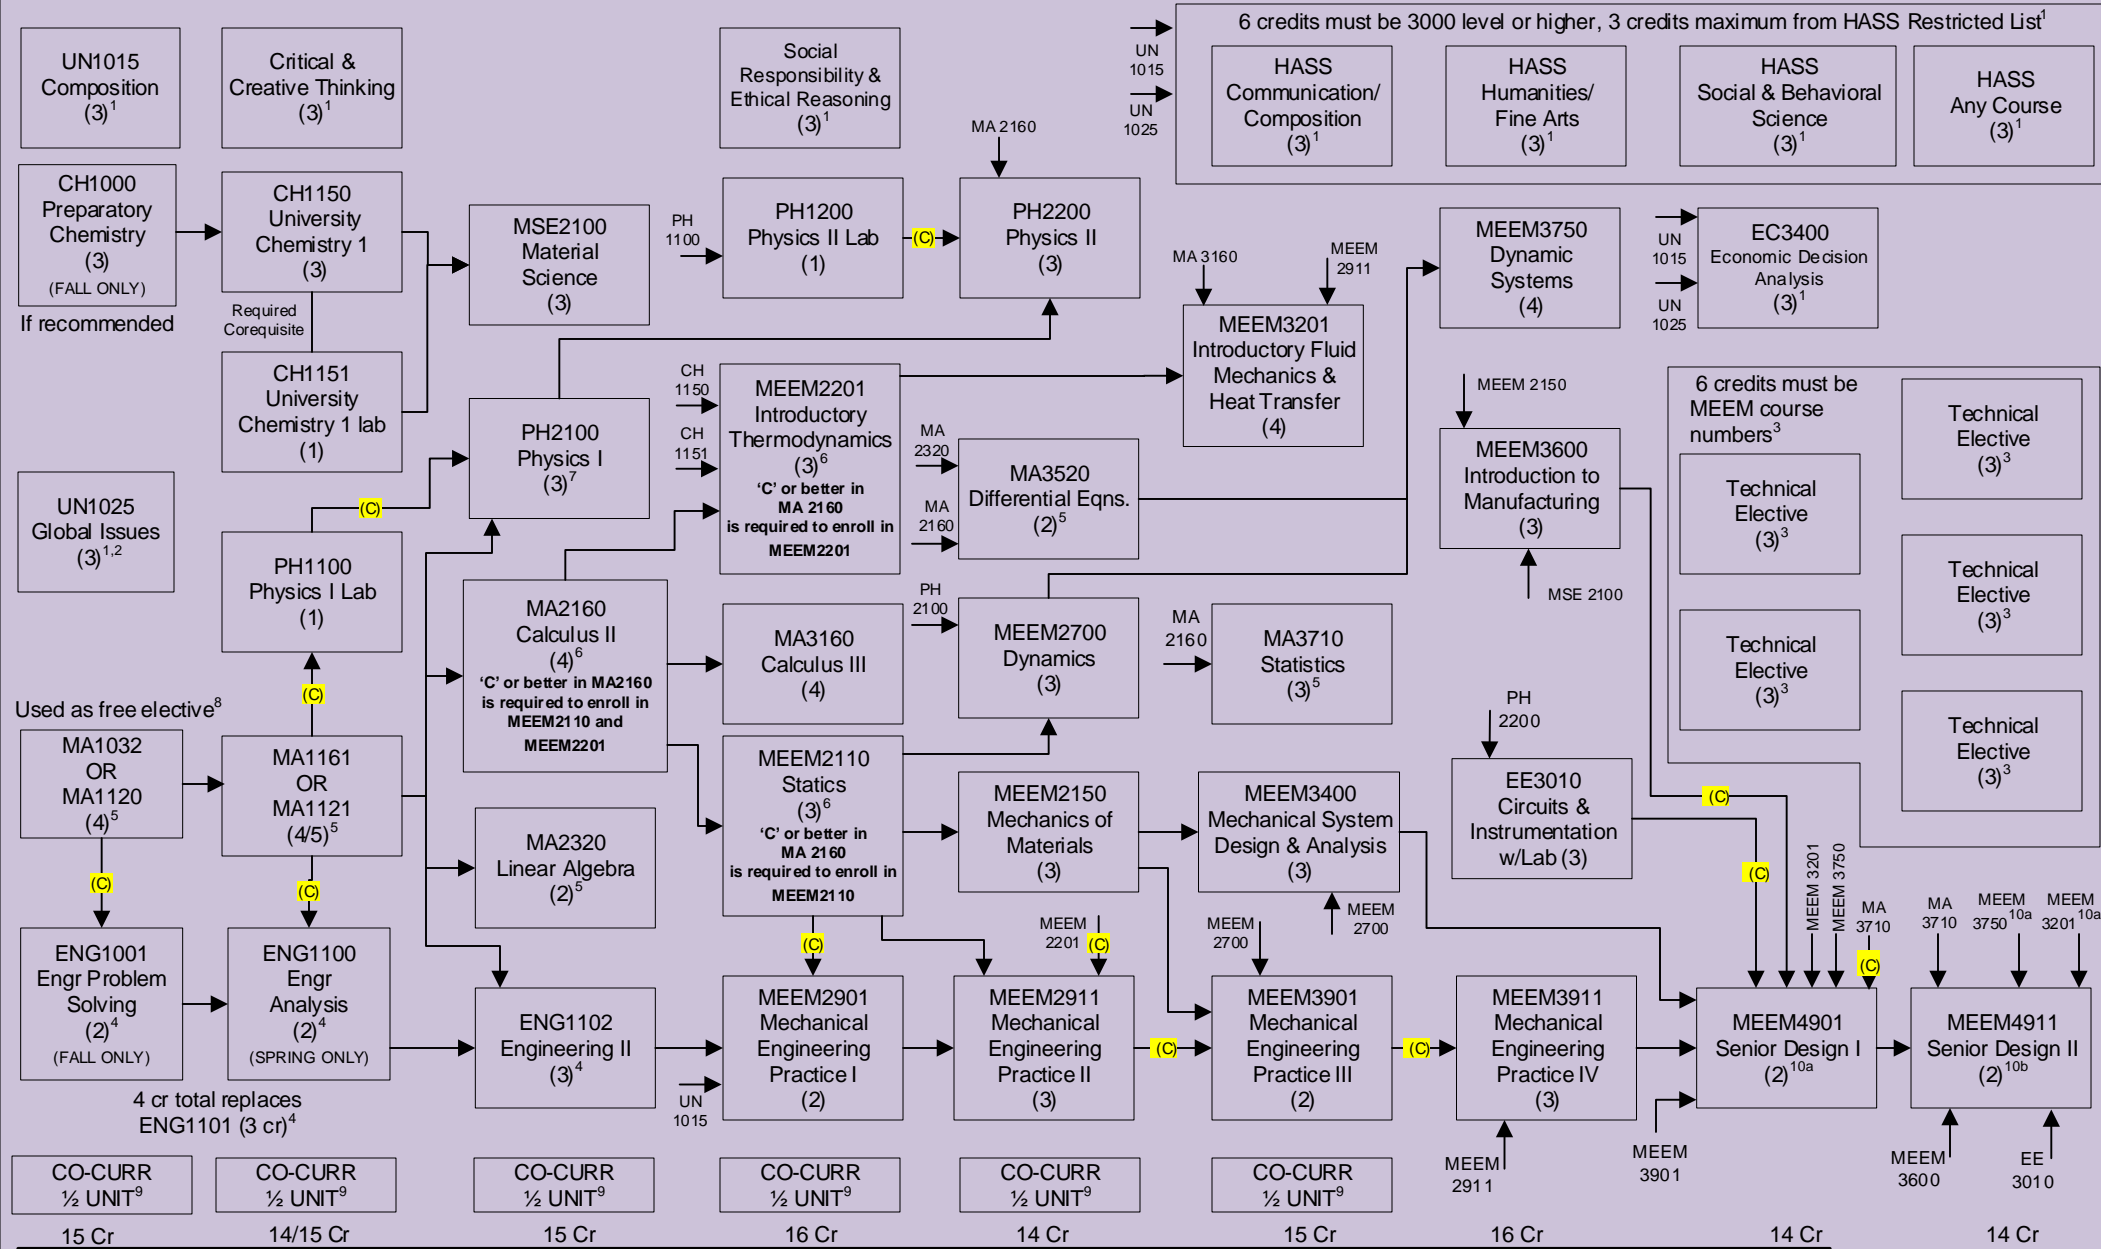 6 credits must be 3000 level or higher, 3 credits maximum from HASS Restricted List¹
UN1015
Composition
(3)¹
Critical &
Creative Thinking
(3)¹
Social
Responsibility &
Ethical Reasoning
(3)¹
UN
1015
UN
1025
HASS
Communication/
Composition
(3)¹
HASS
Humanities/
Fine Arts
(3)¹
HASS
Social & Behavioral
Science
(3)¹
HASS
Any Course
(3)¹
CH1000
Preparatory
Chemistry
(3)
(FALL ONLY)
If recommended
CH1150
University
Chemistry 1
(3)
Required
Corequisite
CH1151
University
Chemistry 1 lab
(1)
MSE2100
Material
Science
(3)
PH
1100
PH1200
Physics II Lab
(1)
(C)
MA 2160
PH2200
Physics II
(3)
MA 3160
MEEM
2911
MEEM3201
Introductory Fluid
Mechanics &
Heat Transfer
(4)
MEEM3750
Dynamic
Systems
(4)
UN
1015
UN
1025
EC3400
Economic Decision
Analysis
(3)¹
UN1025
Global Issues
(3)¹,²
PH1100
Physics I Lab
(1)
(C)
PH2100
Physics I
(3)⁷
CH
1150
CH
1151
MEEM2201
Introductory
Thermodynamics
(3)⁶
‘C’ or better in
MA 2160
is required to enroll in
MEEM2201
MA
2320
MA
2160
MA3520
Differential Eqns.
(2)⁵
MEEM 2150
MEEM3600
Introduction to
Manufacturing
(3)
MSE 2100
6 credits must be
MEEM course
numbers³
Technical
Elective
(3)³
Technical
Elective
(3)³
Technical
Elective
(3)³
Technical
Elective
(3)³
Technical
Elective
(3)³
MA2160
Calculus II
(4)⁶
‘C’ or better in MA2160
is required to enroll in
MEEM2110 and
MEEM2201
MA3160
Calculus III
(4)
PH
2100
MEEM2700
Dynamics
(3)
MA
2160
MA3710
Statistics
(3)⁵
(C)
Used as free elective⁸
MA1032
OR
MA1120
(4)⁵
MA1161
OR
MA1121
(4/5)⁵
MA2320
Linear Algebra
(2)⁵
MEEM2110
Statics
(3)⁶
‘C’ or better in
MA 2160
is required to enroll in
MEEM2110
MEEM2150
Mechanics of
Materials
(3)
MEEM3400
Mechanical System
Design & Analysis
(3)
MEEM
2700
PH
2200
EE3010
Circuits &
Instrumentation
w/Lab (3)
(C)
(C)
(C)
(C)
ENG1001
Engr Problem
Solving
(2)⁴
(FALL ONLY)
ENG1100
Engr
Analysis
(2)⁴
(SPRING ONLY)
4 cr total replaces
ENG1101 (3 cr)⁴
ENG1102
Engineering II
(3)⁴
UN
1015
(C)
MEEM2901
Mechanical
Engineering
Practice I
(2)
MEEM
2201
(C)
MEEM2911
Mechanical
Engineering
Practice II
(3)
(C)
MEEM
2700
MEEM3901
Mechanical
Engineering
Practice III
(2)
(C)
MEEM3911
Mechanical
Engineering
Practice IV
(3)
MEEM
2911
MEEM 3201
MEEM 3750
MA
3710
(C)
MEEM4901
Senior Design I
(2)¹⁰ᵃ
MEEM
3901
MA
3710
MEEM
3750¹⁰ᵃ
MEEM
3201¹⁰ᵃ
MEEM4911
Senior Design II
(2)¹⁰ᵇ
MEEM
3600
EE
3010
CO-CURR
½ UNIT⁹
CO-CURR
½ UNIT⁹
CO-CURR
½ UNIT⁹
CO-CURR
½ UNIT⁹
CO-CURR
½ UNIT⁹
CO-CURR
½ UNIT⁹
15 Cr
14/15 Cr
15 Cr
16 Cr
14 Cr
15 Cr
16 Cr
14 Cr
14 Cr